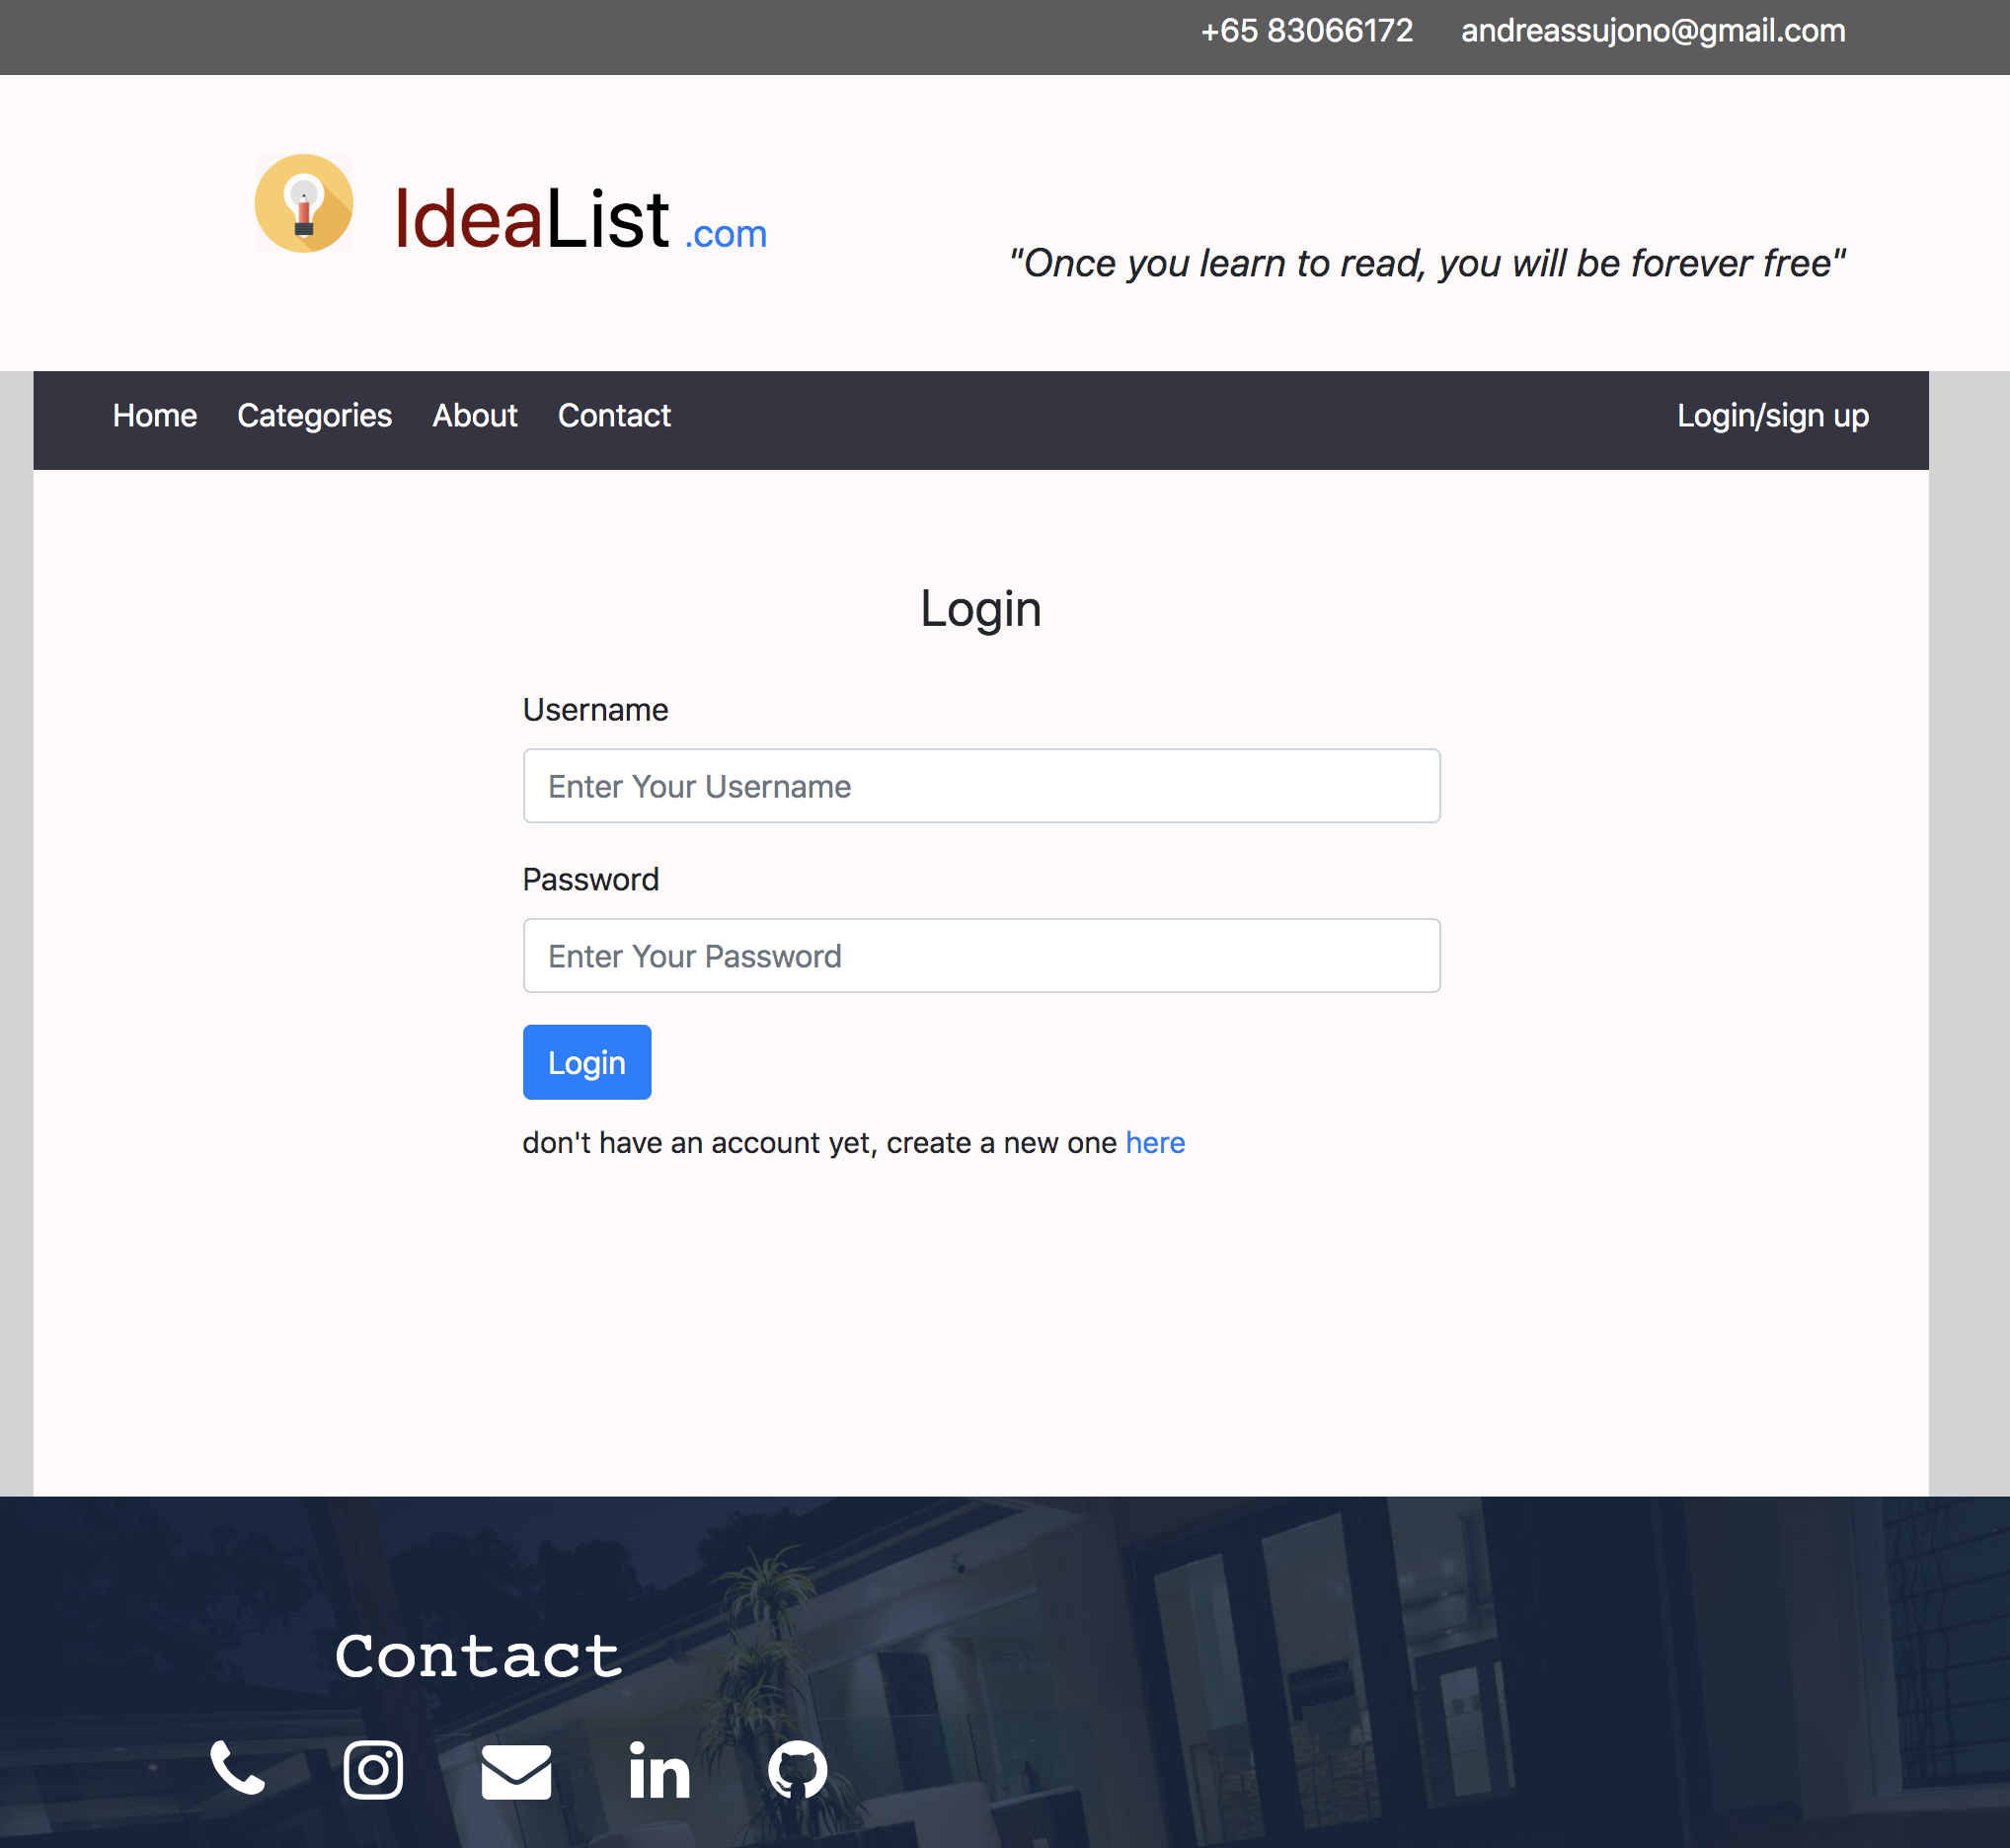 +65 83066172 andreassujono@gmail.com
IdeaList .com
"Once you learn to read, you will be forever free"
Home Categories About Contact Login/sign up
Login
Username
Enter Your Username
Password
Enter Your Password
Login
don't have an account yet, create a new one here
Contact
in